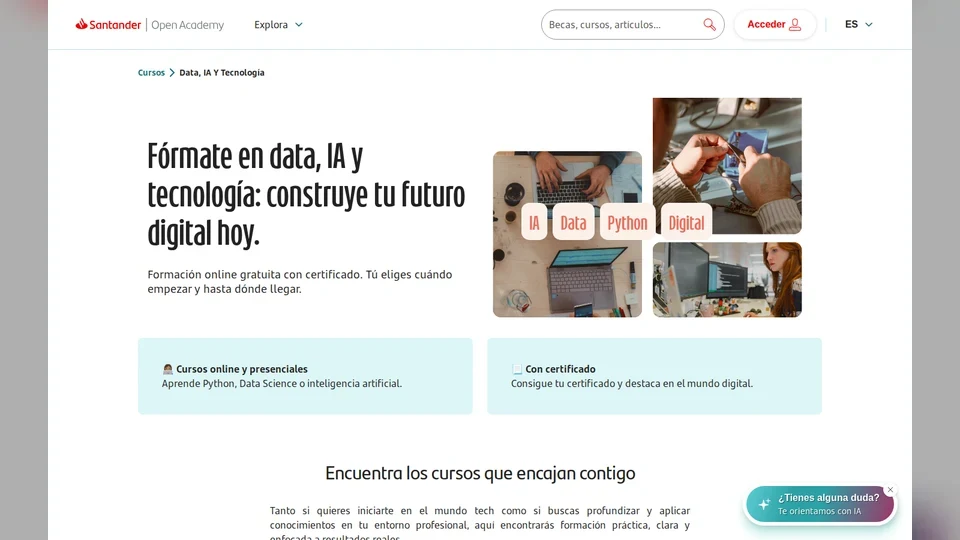 Santander | Open Academy
Explora
Becas, cursos, artículos...
Acceder
ES
Cursos > Data, IA Y Tecnología
Fórmate en data, IA y
tecnología: construye tu futuro
digital hoy.
Formación online gratuita con certificado. Tú eliges cuándo
empezar y hasta dónde llegar.
IA
Data
Python
Digital
Cursos online y presenciales
Aprende Python, Data Science o inteligencia artificial.
Con certificado
Consigue tu certificado y destaca en el mundo digital.
Encuentra los cursos que encajan contigo
Tanto si quieres iniciarte en el mundo tech como si buscas profundizar y aplicar
conocimientos en tu entorno profesional, aquí encontrarás formación práctica, clara y
enfocada a resultados reales.
¿Tienes alguna duda?
Te orientamos con IA